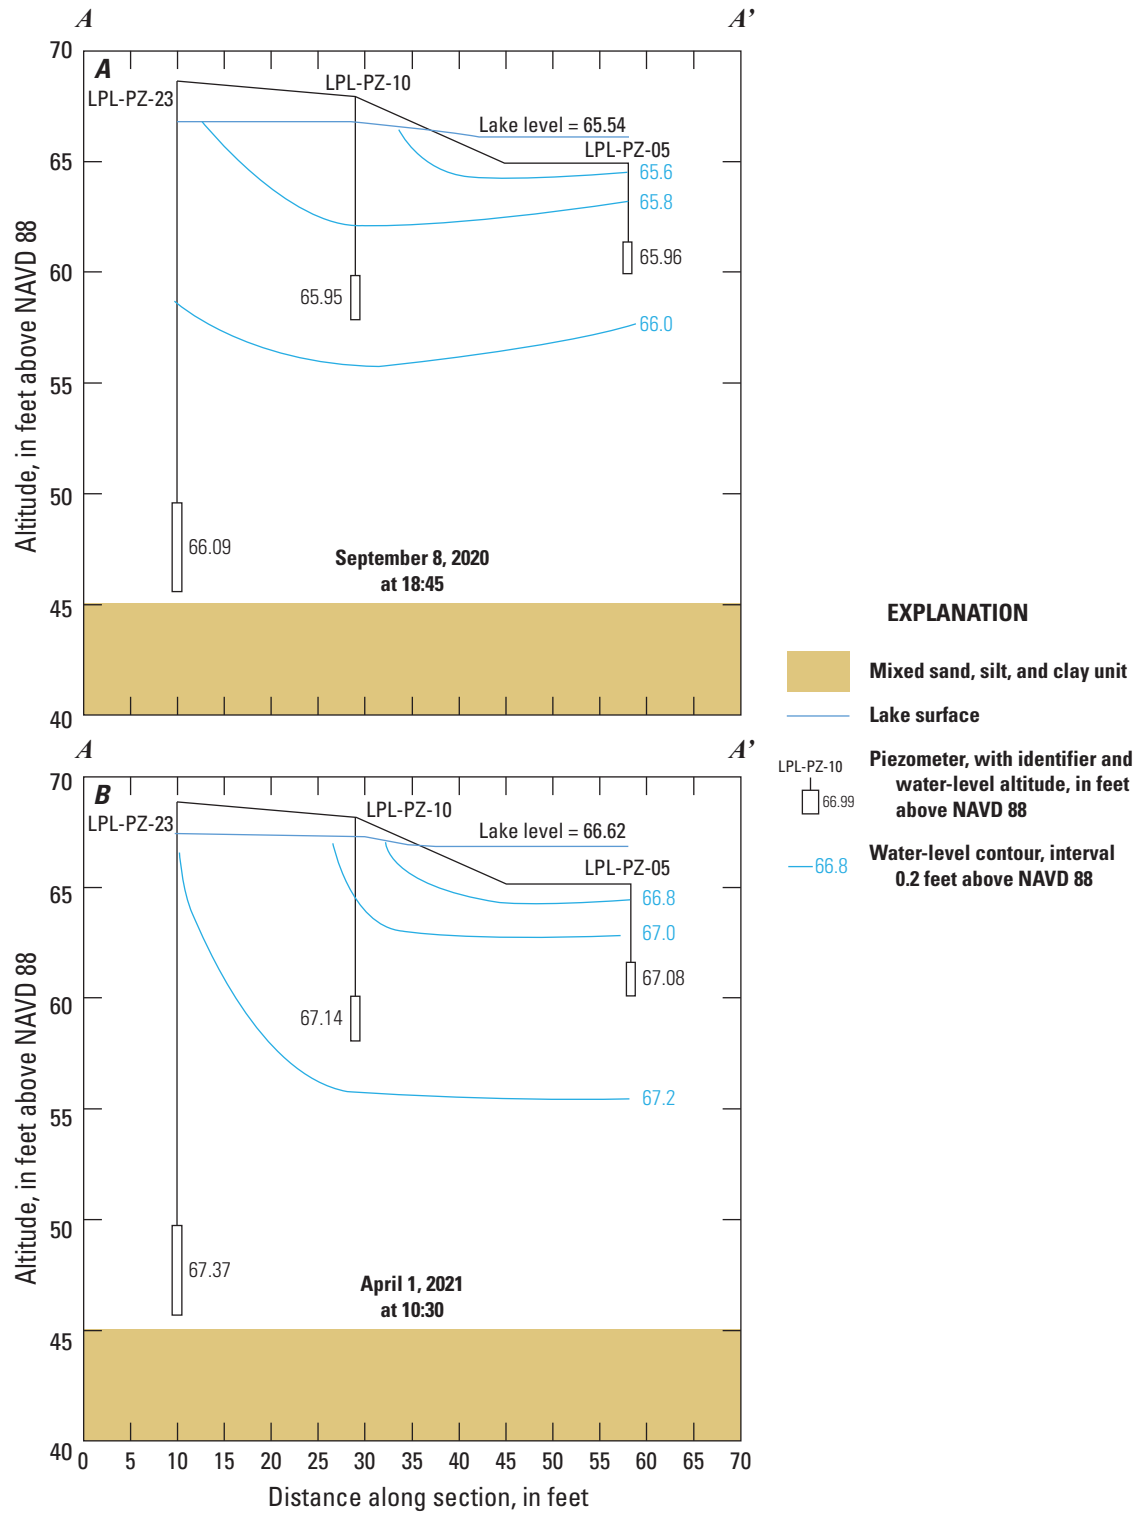 A A’
70
A
LPL-PZ-23
LPL-PZ-10
Lake level = 65.54
LPL-PZ-05
65
65.6
65.8
60
65.96
65.95
66.0
55
50
66.09
September 8, 2020
at 18:45
45
40
Altitude, in feet above NAVD 88
EXPLANATION
Mixed sand, silt, and clay unit
Lake surface
LPL-PZ-10
66.99
Piezometer, with identifier and
water-level altitude, in feet
above NAVD 88
66.8
Water-level contour, interval
0.2 feet above NAVD 88
A A’
70
B
LPL-PZ-23
LPL-PZ-10
Lake level = 66.62
LPL-PZ-05
65
66.8
67.0
67.08
60
67.14
67.2
55
50
67.37
April 1, 2021
at 10:30
45
40
Altitude, in feet above NAVD 88
0 5 10 15 20 25 30 35 40 45 50 55 60 65 70
Distance along section, in feet